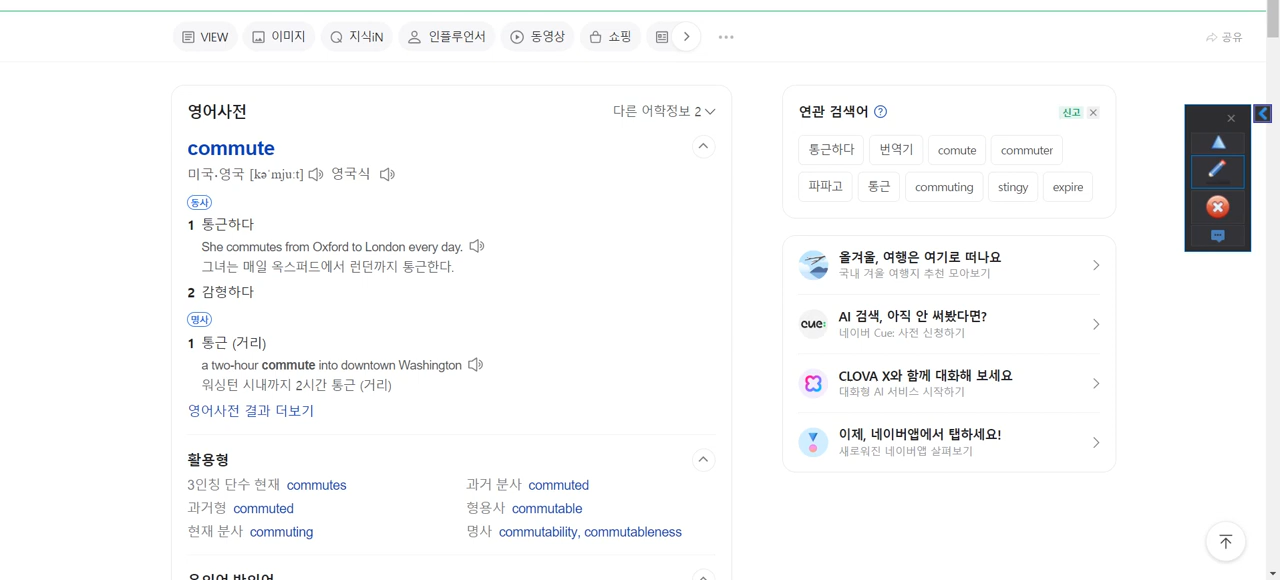 VIEW 이미지 지식iN 인플루언서 동영상 쇼핑
공유
영어사전
다른 어학정보 2
commute
미국∙영국 [kəˈmjuːt] 영국식
동사
1 통근하다
She commutes from Oxford to London every day.
그녀는 매일 옥스퍼드에서 런던까지 통근한다.
2 감형하다
명사
1 통근 (거리)
a two-hour commute into downtown Washington
워싱턴 시내까지 2시간 통근 (거리)
영어사전 결과 더보기
활용형
3인칭 단수 현재 commutes
과거 분사 commuted
과거형 commuted
형용사 commutable
현재 분사 commuting
명사 commutability, commutableness
유의어·반의어
연관 검색어
신고
통근하다 번역기 comute commuter
파파고 통근 commuting stingy expire
올겨울, 여행은 여기로 떠나요
국내 겨울 여행지 추천 모아보기
cue:
AI 검색, 아직 안 써봤다면?
네이버 Cue: 사전 신청하기
CLOVA X와 함께 대화해 보세요
대화형 AI 서비스 시작하기
이제, 네이버앱에서 탭하세요!
새로워진 네이버앱 살펴보기